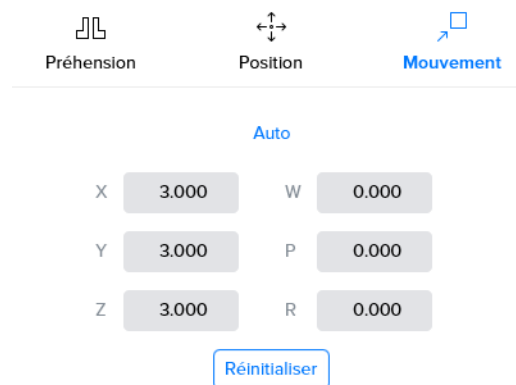 Préhension Position Mouvement
Auto
X 3.000 W 0.000
Y 3.000 P 0.000
Z 3.000 R 0.000
Réinitialiser